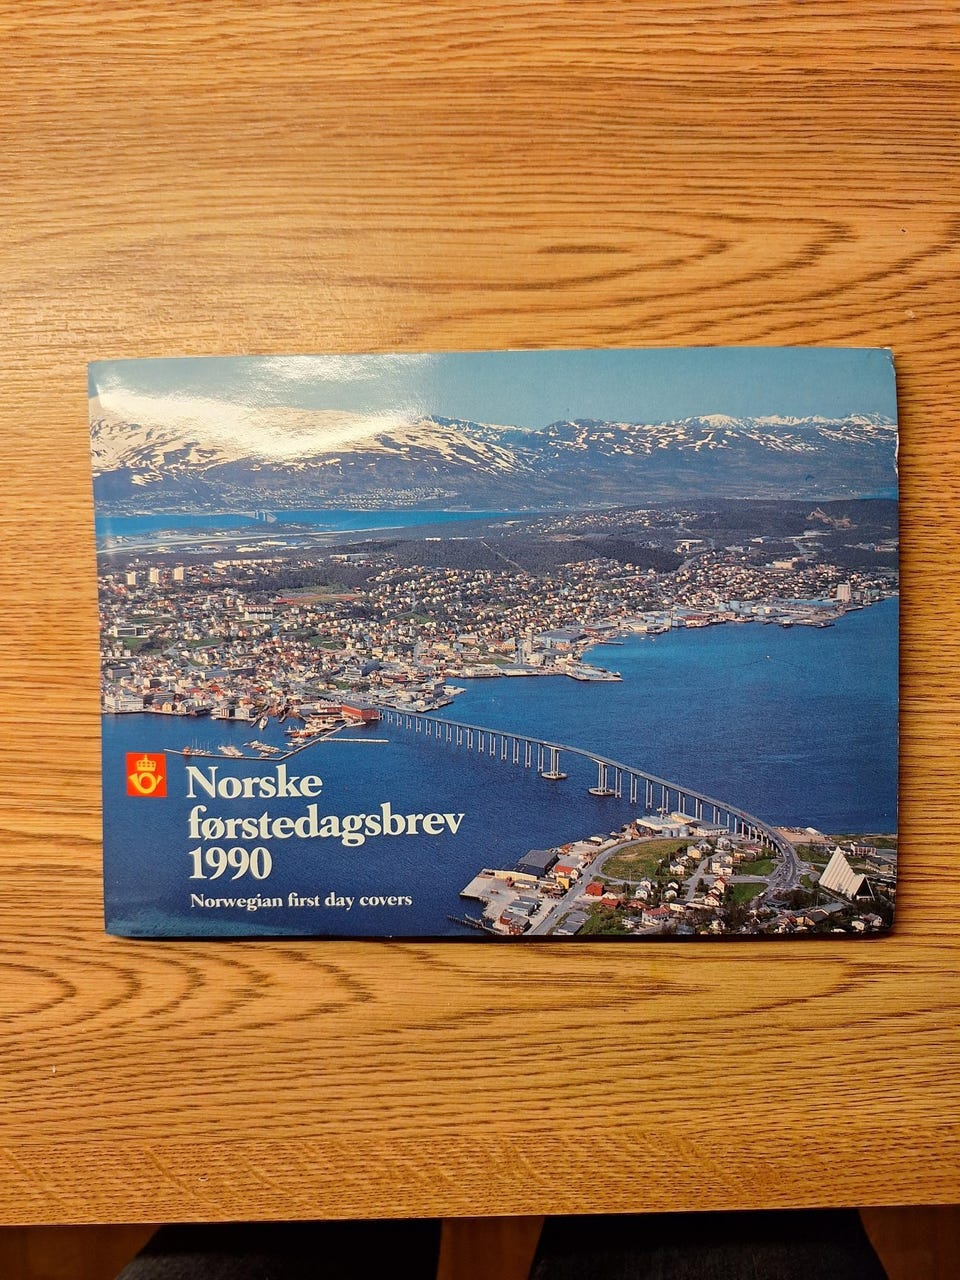 Norske
førstedagsbrev
1990
Norwegian first day covers